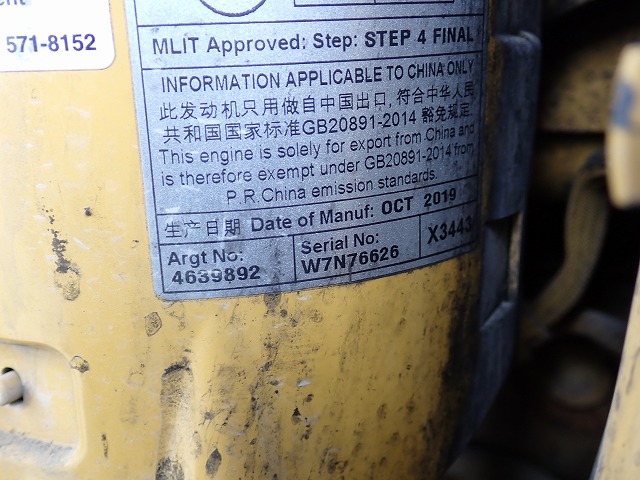 ent
571-8152
MLIT Approved: Step: STEP 4 FINAL
INFORMATION APPLICABLE TO CHINA ONLY
此发动机只用做自中国出口, 符合中华人民
共和国国家标准GB20891-2014 豁免规定
This engine is solely for export from China and
is therefore exempt under GB20891-2014 from
P.R.China emission standards.
生产日期 Date of Manuf: OCT 2019
Argt No:
4639892
Serial No:
W7N76626
X3443